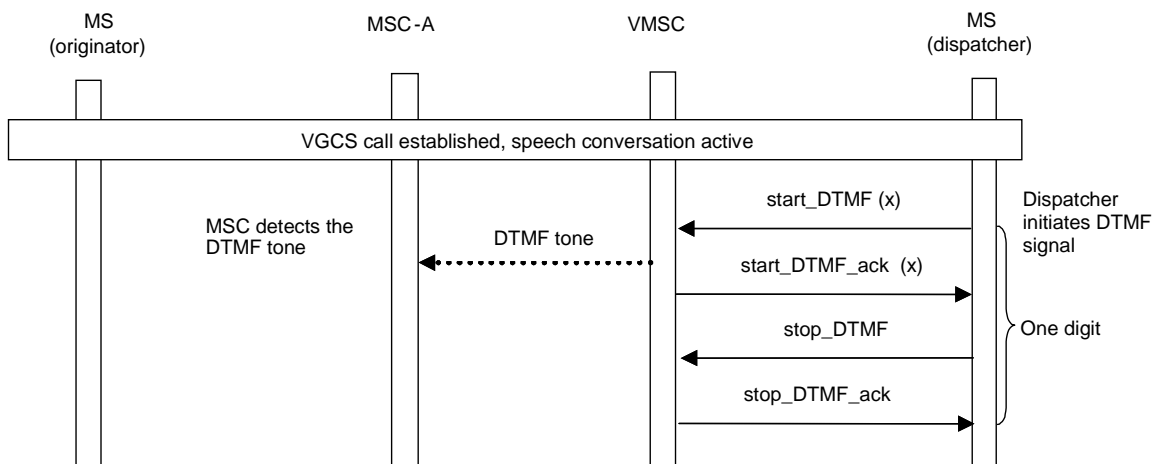 MS
(originator)
MSC-A
VMSC
MS
(dispatcher)
VGCS call established, speech conversation active
start_DTMF (x)
Dispatcher
initiates DTMF
signal
MSC detects the
DTMF tone
DTMF tone
start_DTMF_ack (x)
stop_DTMF
One digit
stop_DTMF_ack